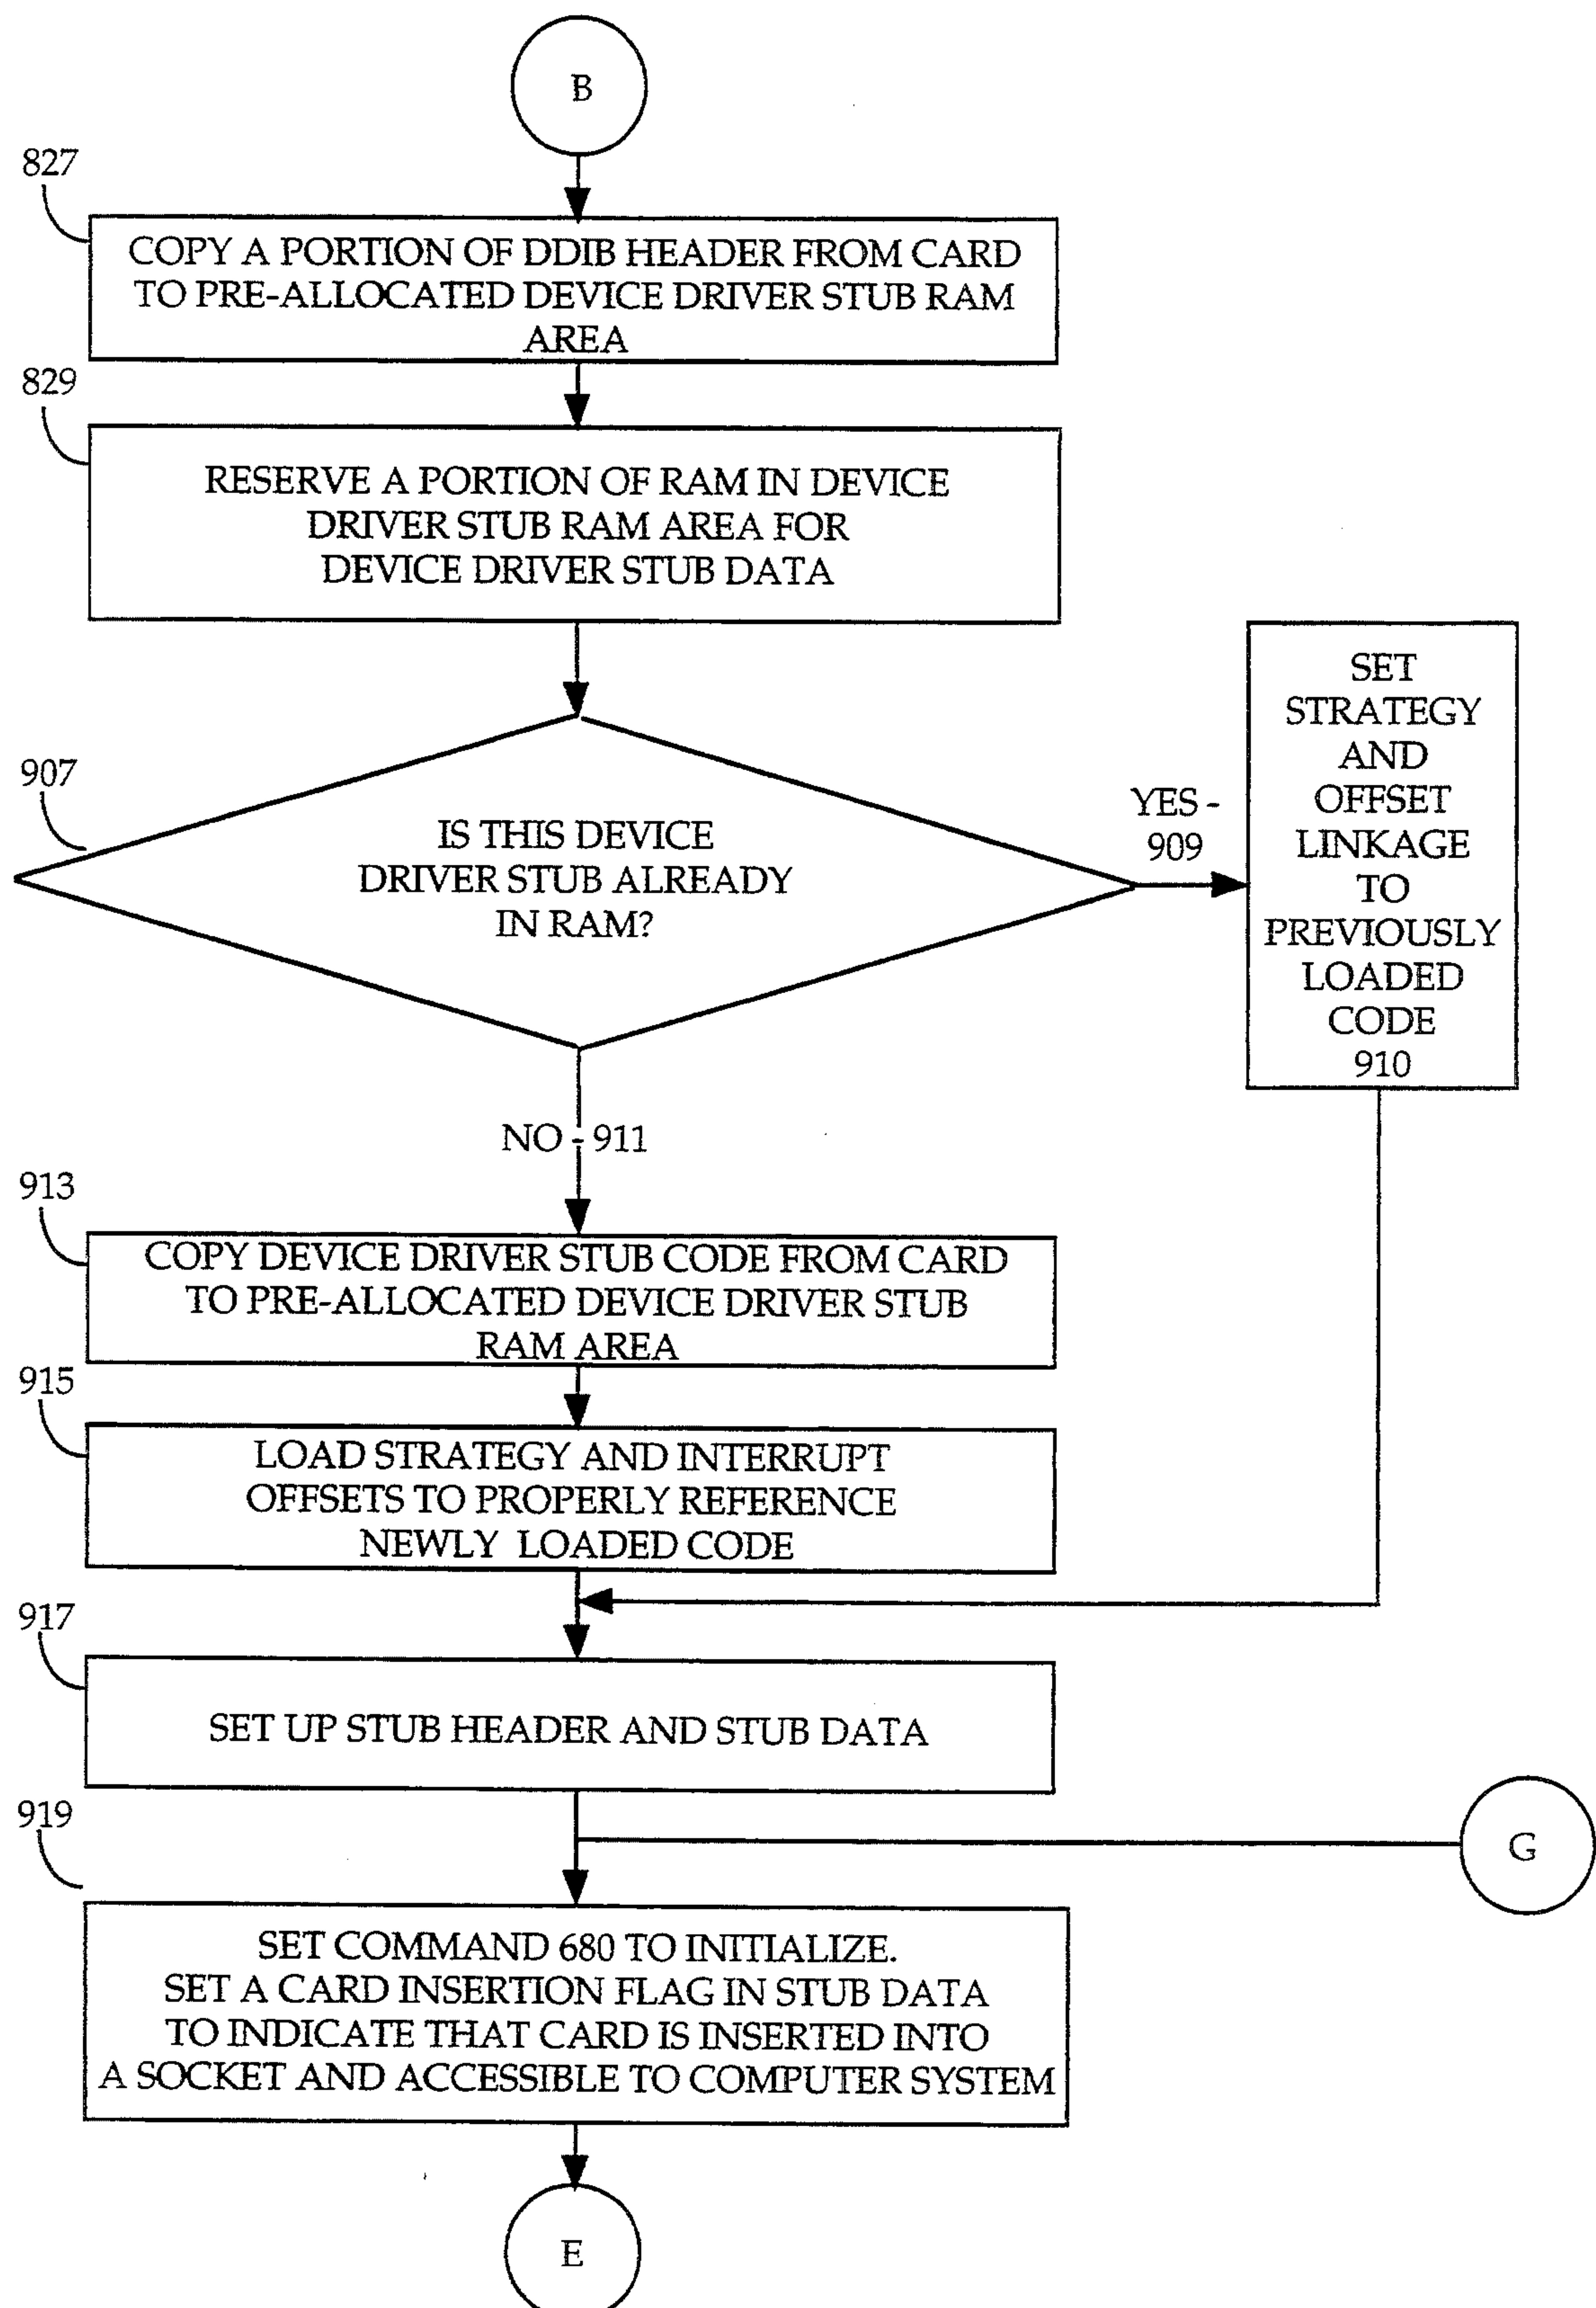 B
827
COPY A PORTION OF DDIB HEADER FROM CARD
TO PRE-ALLOCATED DEVICE DRIVER STUB RAM
AREA
829
RESERVE A PORTION OF RAM IN DEVICE
DRIVER STUB RAM AREA FOR
DEVICE DRIVER STUB DATA
907
IS THIS DEVICE
DRIVER STUB ALREADY
IN RAM?
YES -
909
SET
STRATEGY
AND
OFFSET
LINKAGE
TO
PREVIOUSLY
LOADED
CODE
910
NO - 911
913
COPY DEVICE DRIVER STUB CODE FROM CARD
TO PRE-ALLOCATED DEVICE DRIVER STUB
RAM AREA
915
LOAD STRATEGY AND INTERRUPT
OFFSETS TO PROPERLY REFERENCE
NEWLY LOADED CODE
917
SET UP STUB HEADER AND STUB DATA
919
G
SET COMMAND 680 TO INITIALIZE.
SET A CARD INSERTION FLAG IN STUB DATA
TO INDICATE THAT CARD IS INSERTED INTO
A SOCKET AND ACCESSIBLE TO COMPUTER SYSTEM
E